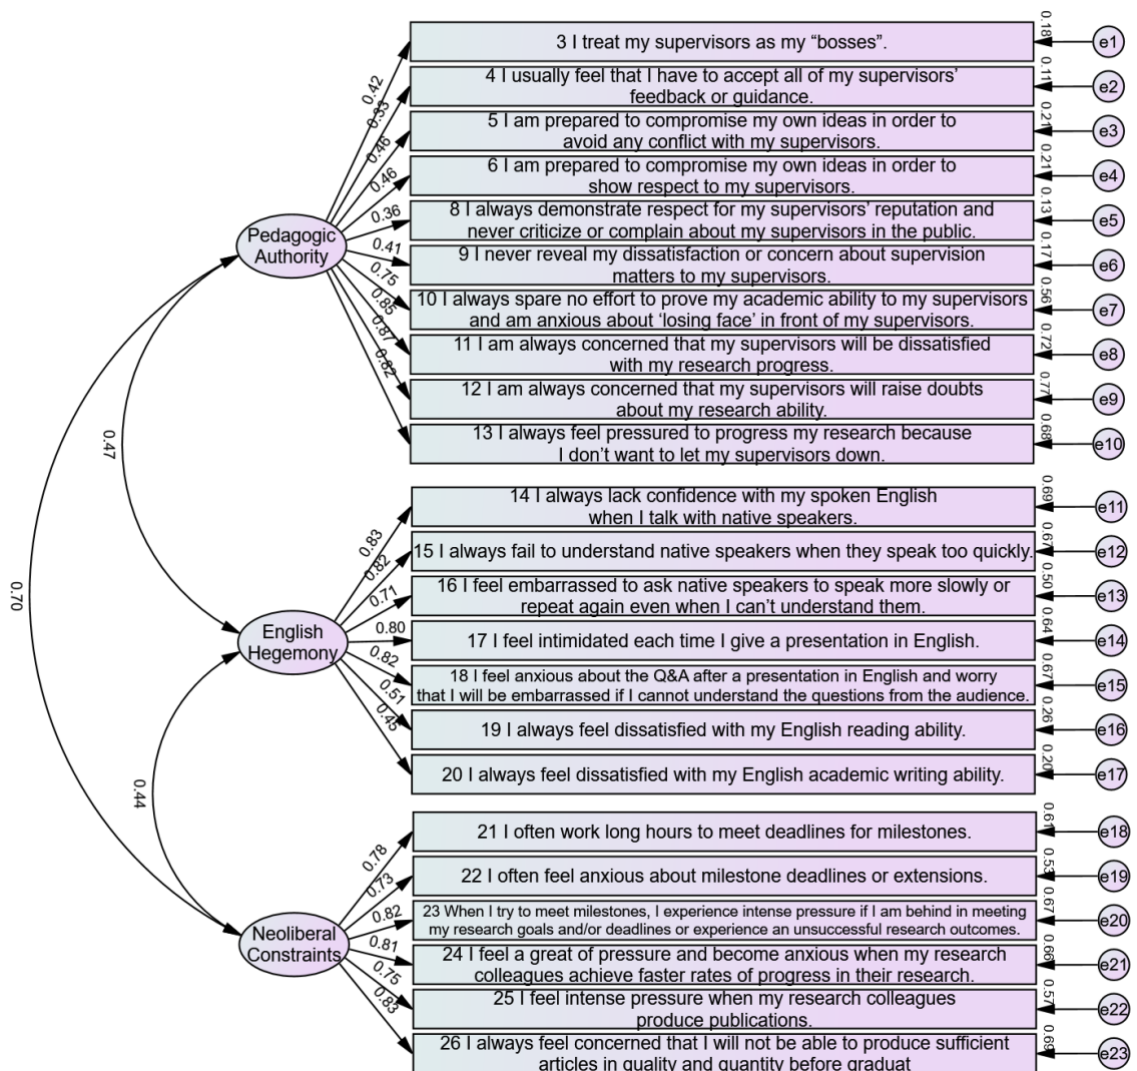 0.18
3 I treat my supervisors as my “bosses”.
e1
0.42
0.11
4 I usually feel that I have to accept all of my supervisors’
feedback or guidance.
e2
0.33
0.21
5 I am prepared to compromise my own ideas in order to
avoid any conflict with my supervisors.
e3
0.46
0.21
6 I am prepared to compromise my own ideas in order to
show respect to my supervisors.
e4
0.46
0.13
8 I always demonstrate respect for my supervisors’ reputation and
never criticize or complain about my supervisors in the public.
e5
0.36
Pedagogic
Authority
0.17
9 I never reveal my dissatisfaction or concern about supervision
matters to my supervisors.
e6
0.41
0.56
10 I always spare no effort to prove my academic ability to my supervisors
and am anxious about ‘losing face’ in front of my supervisors.
e7
0.75
0.72
11 I am always concerned that my supervisors will be dissatisfied
with my research progress.
e8
0.85
0.77
12 I am always concerned that my supervisors will raise doubts
about my research ability.
e9
0.87
0.68
13 I always feel pressured to progress my research because
I don’t want to let my supervisors down.
e10
0.82
0.47
0.69
14 I always lack confidence with my spoken English
when I talk with native speakers.
e11
0.83
0.67
15 I always fail to understand native speakers when they speak too quickly.
e12
0.82
0.50
16 I feel embarrassed to ask native speakers to speak more slowly or
repeat again even when I can’t understand them.
e13
0.71
0.70
English
Hegemony
0.80
0.64
17 I feel intimidated each time I give a presentation in English.
e14
0.82
0.67
18 I feel anxious about the Q&A after a presentation in English and worry
that I will be embarrassed if I cannot understand the questions from the audience.
e15
0.51
0.26
19 I always feel dissatisfied with my English reading ability.
e16
0.45
0.20
20 I always feel dissatisfied with my English academic writing ability.
e17
0.44
0.61
21 I often work long hours to meet deadlines for milestones.
e18
0.78
0.53
22 I often feel anxious about milestone deadlines or extensions.
e19
0.73
0.67
23 When I try to meet milestones, I experience intense pressure if I am behind in meeting
my research goals and/or deadlines or experience an unsuccessful research outcomes.
e20
0.82
Neoliberal
Constraints
0.81
0.66
24 I feel a great of pressure and become anxious when my research
colleagues achieve faster rates of progress in their research.
e21
0.75
0.57
25 I feel intense pressure when my research colleagues
produce publications.
e22
0.83
0.69
26 I always feel concerned that I will not be able to produce sufficient
articles in quality and quantity before graduat
e23